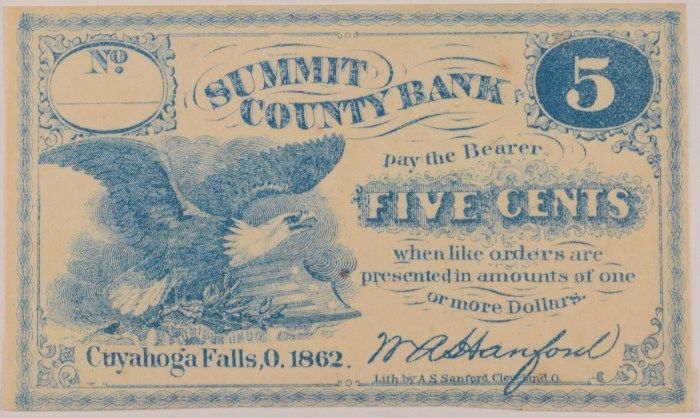 No.
SUMMIT
COUNTY BANK
5
pay the Bearer,
FIVE CENTS
when like orders are
presented in amounts of one
or more Dollars.
Cuyahoga Falls, O. 1862.
W A Hanford
Lith. by A.S. Sanford, Cleveland, O.